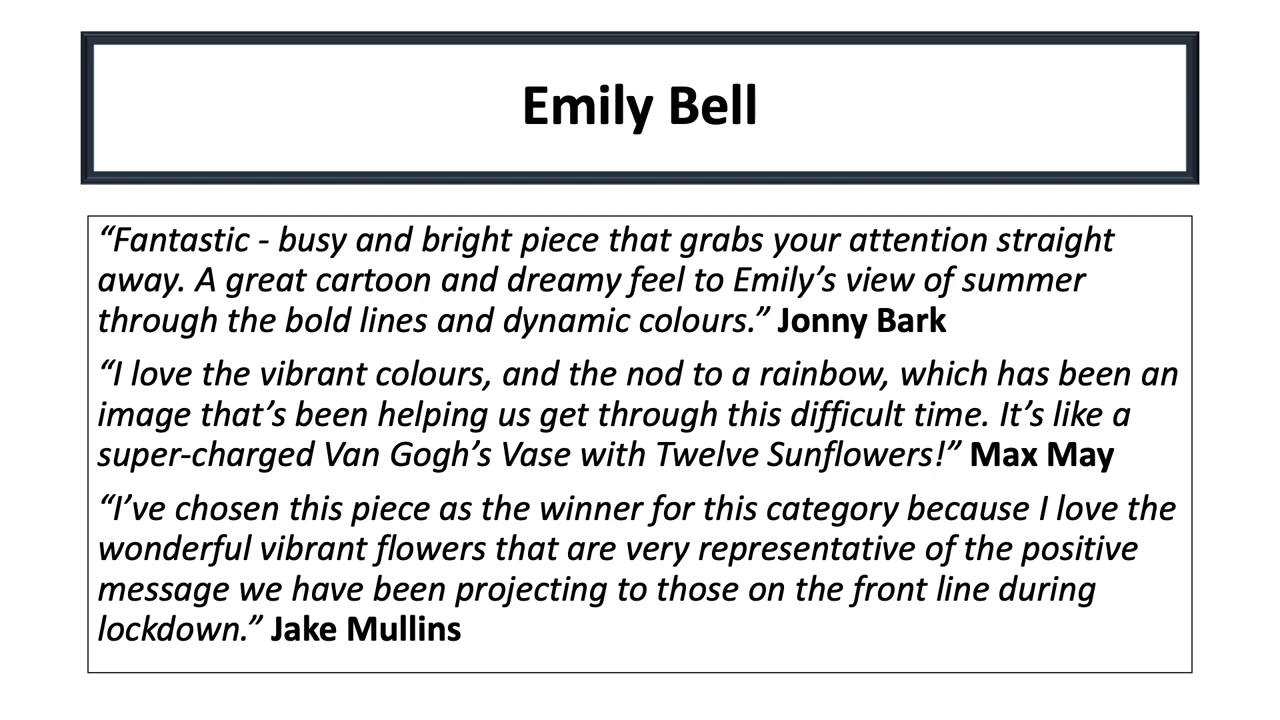 Emily Bell
“Fantastic - busy and bright piece that grabs your attention straight
away. A great cartoon and dreamy feel to Emily’s view of summer
through the bold lines and dynamic colours.” Jonny Bark
“I love the vibrant colours, and the nod to a rainbow, which has been an
image that’s been helping us get through this difficult time. It’s like a
super-charged Van Gogh’s Vase with Twelve Sunflowers!” Max May
“I’ve chosen this piece as the winner for this category because I love the
wonderful vibrant flowers that are very representative of the positive
message we have been projecting to those on the front line during
lockdown.” Jake Mullins